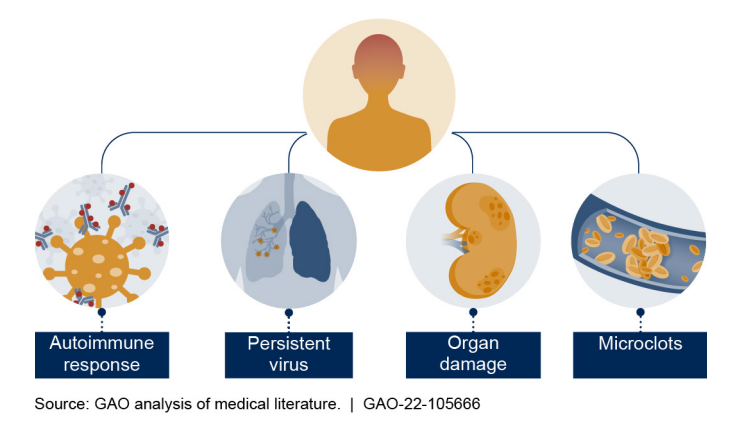 Autoimmune
response
Persistent
virus
Organ
damage
Microclots
Source: GAO analysis of medical literature. | GAO-22-105666